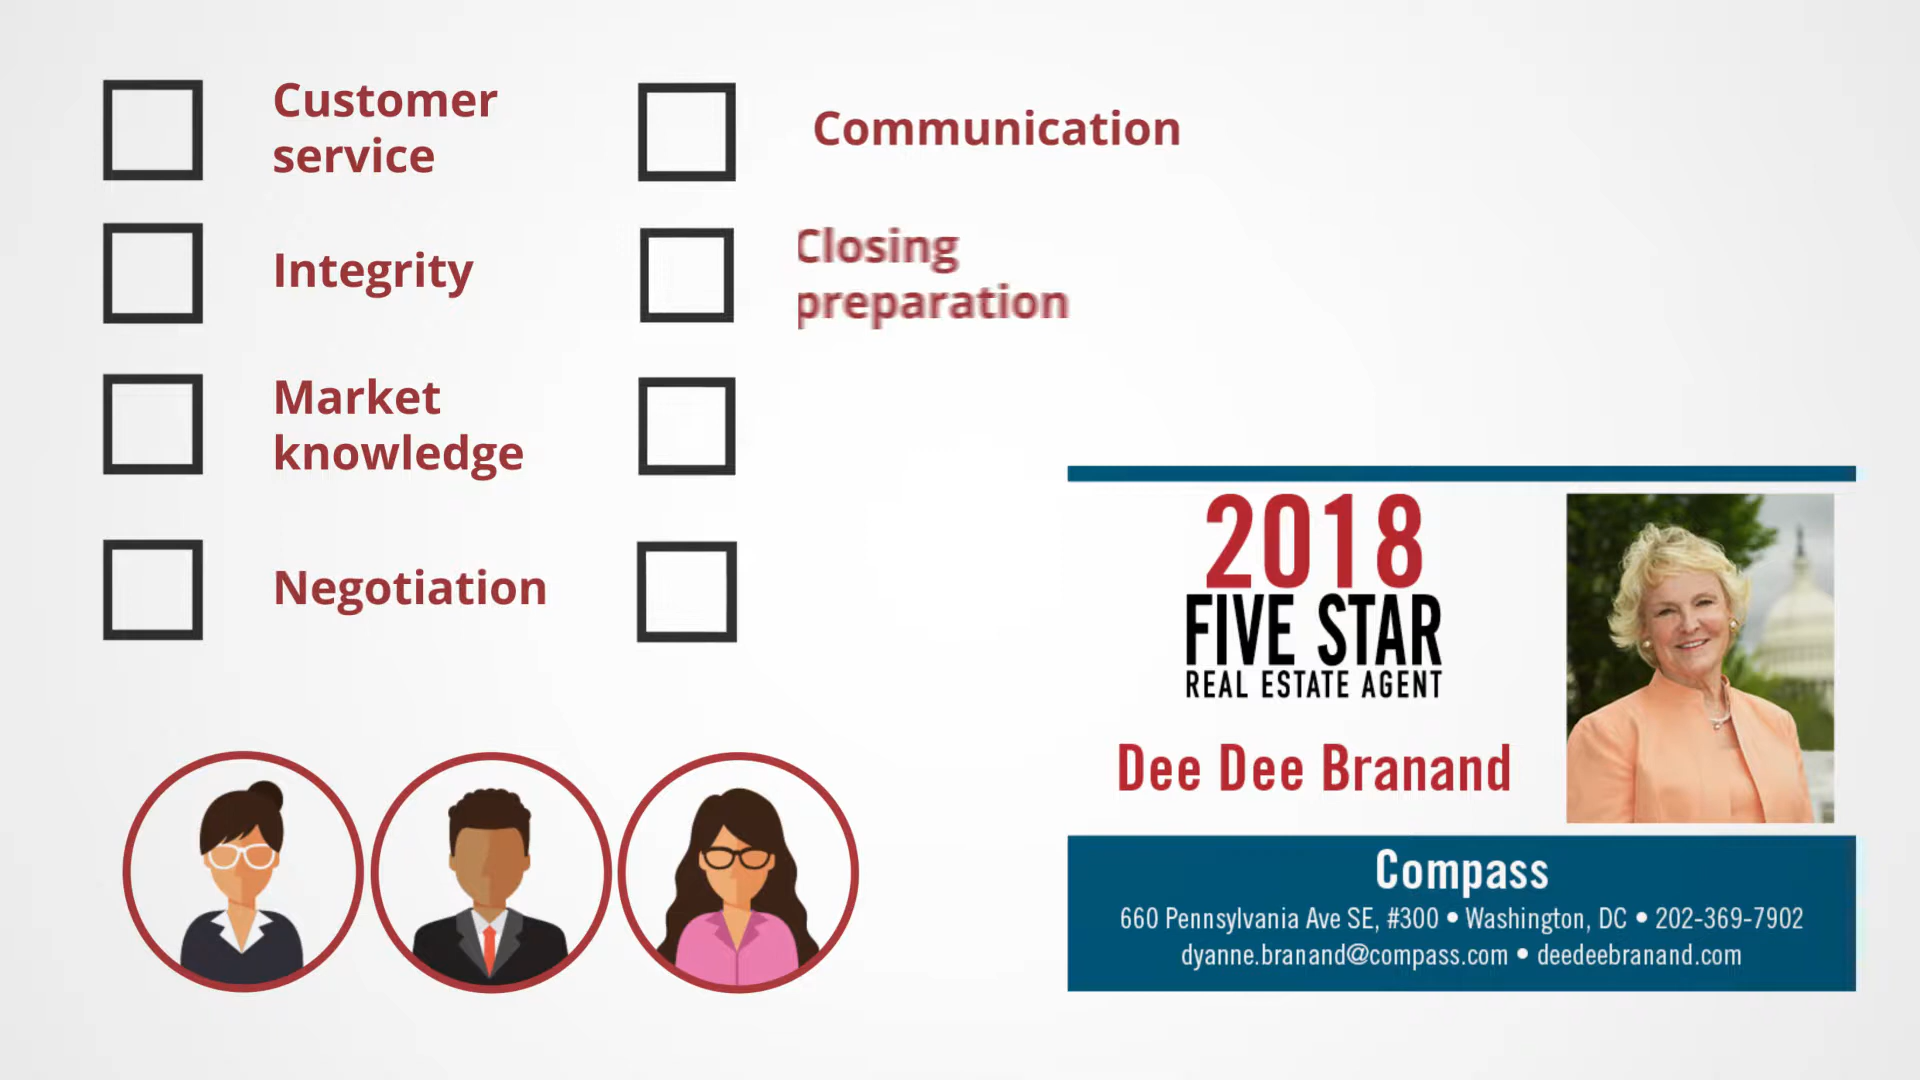 Customer
service
Integrity
Market
knowledge
Negotiation
Communication
Closing
preparation
2018
FIVE STAR
REAL ESTATE AGENT
Dee Dee Branand
Compass
660 Pennsylvania Ave SE, #300 • Washington, DC • 202-369-7902
dyanne.branand@compass.com • deedeebranand.com